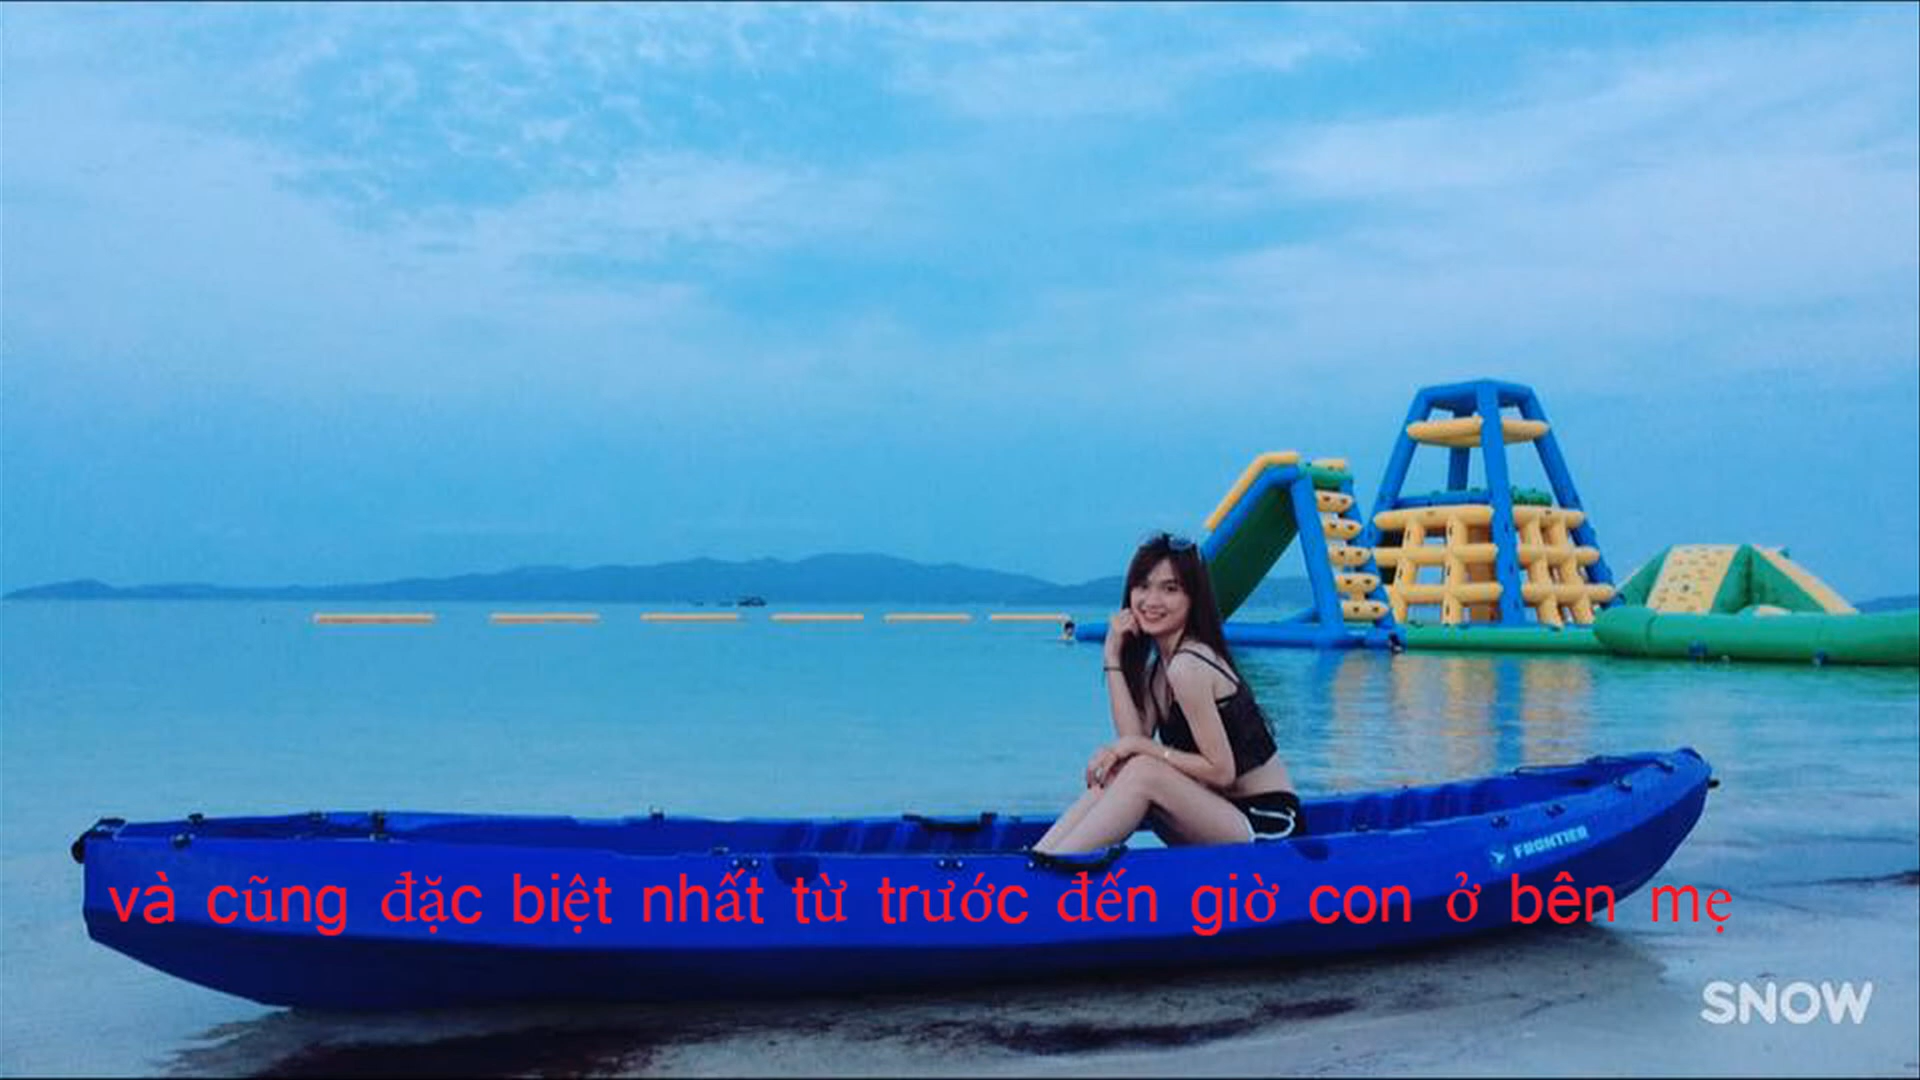 FRONTIER
và cũng đặc biệt nhất từ trước đến giờ con ở bên mẹ
SNOW